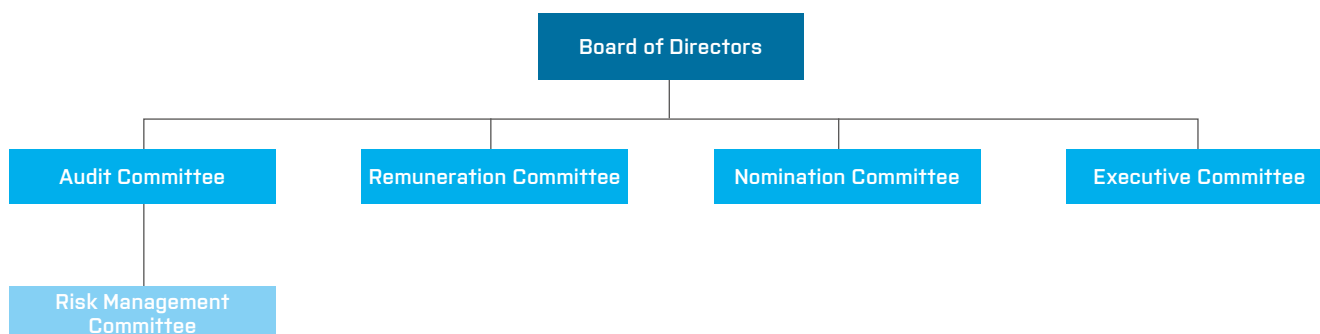 Board of Directors
Audit Committee
Remuneration Committee
Nomination Committee
Executive Committee
Risk Management
Committee